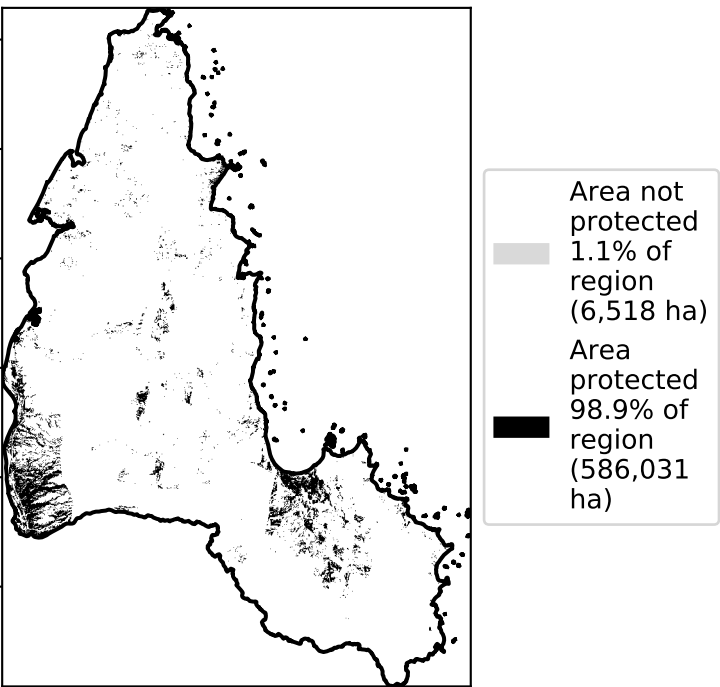 Area not
protected
1.1% of
region
(6,518 ha)
Area
protected
98.9% of
region
(586,031
ha)